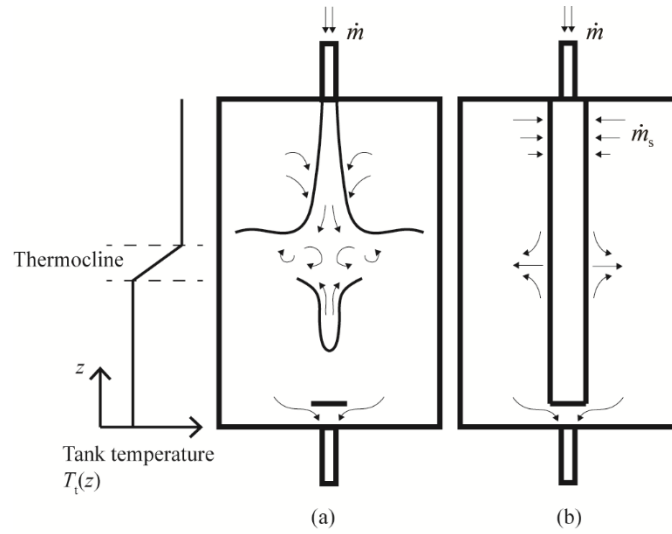 ṁ
ṁ
ṁₛ
Thermocline
z
Tank temperature
Tₜ(z)
(a)
(b)